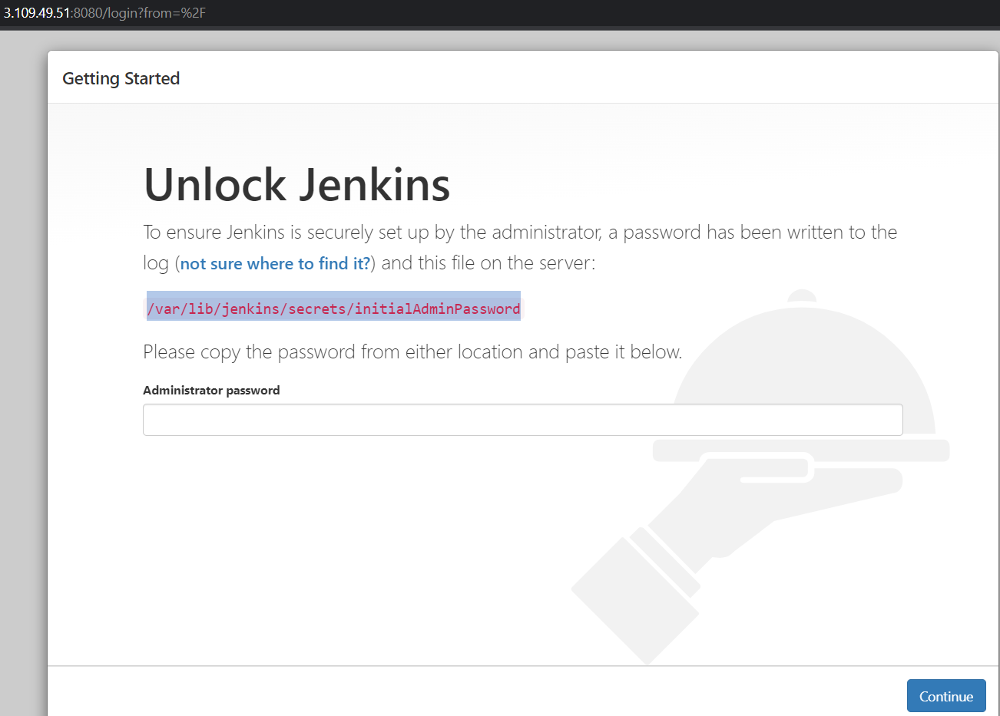 3.109.49.51:8080/login?from=%2F
Getting Started
Unlock Jenkins
To ensure Jenkins is securely set up by the administrator, a password has been written to the
log (not sure where to find it?) and this file on the server:
/var/lib/jenkins/secrets/initialAdminPassword
Please copy the password from either location and paste it below.
Administrator password
Continue